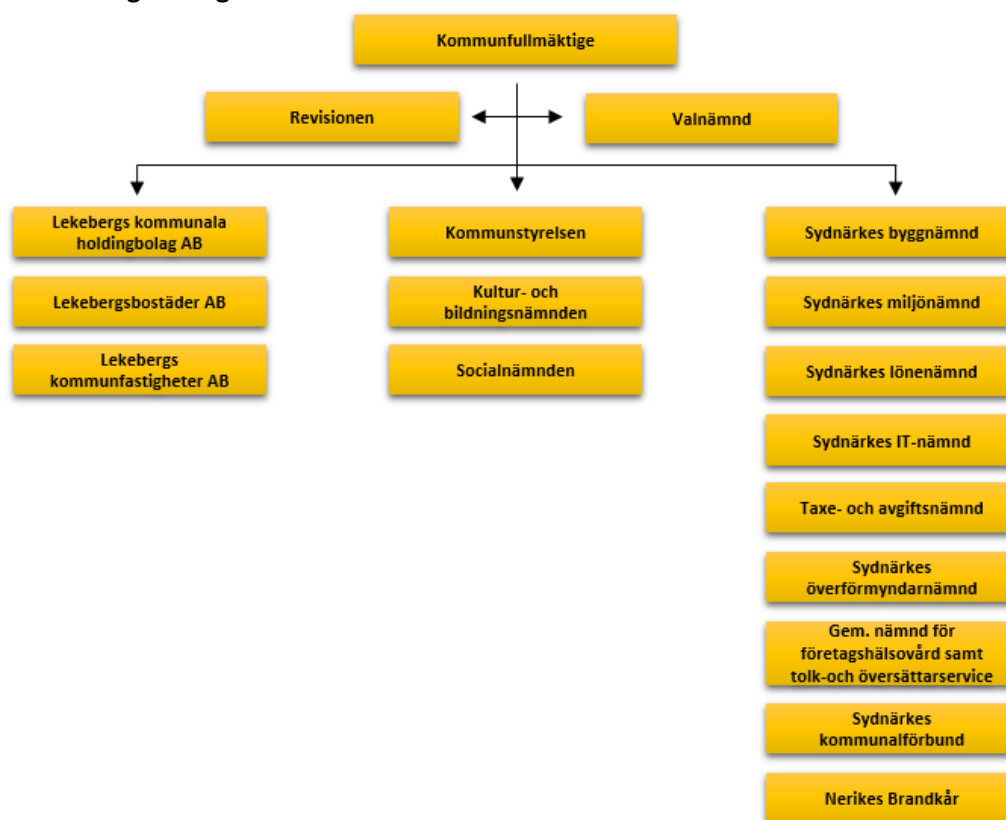 Kommunfullmäktige
Revisionen
Valnämnd
Lekebergs kommunala
holdingbolag AB
Lekebergsbostäder AB
Lekebergs
kommunfastigheter AB
Kommunstyrelsen
Kultur- och
bildningsnämnden
Socialnämnden
Sydnärkes byggnämnd
Sydnärkes miljönämnd
Sydnärkes lönenämnd
Sydnärkes IT-nämnd
Taxe- och avgiftsnämnd
Sydnärkes
överförmyndarnämnd
Gem. nämnd för
företagshälsovård samt
tolk-och översättarservice
Sydnärkes
kommunalförbund
Nerikes Brandkår